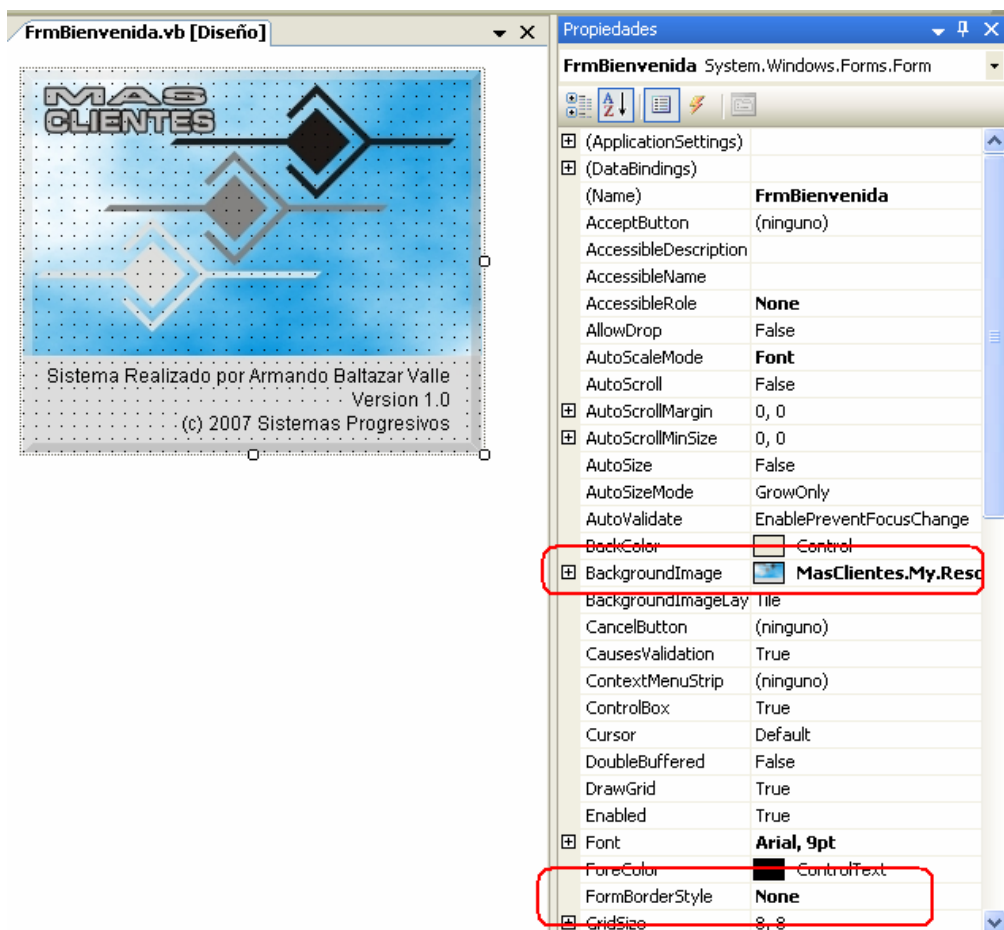 FrmBienvenida.vb [Diseño]
MAS
CLIENTES
Sistema Realizado por Armando Baltazar Valle
Version 1.0
(c) 2007 Sistemas Progresivos
Propiedades
FrmBienvenida System.Windows.Forms.Form
(ApplicationSettings)
(DataBindings)
(Name) FrmBienvenida
AcceptButton (ninguno)
AccessibleDescription
AccessibleName
AccessibleRole None
AllowDrop False
AutoScaleMode Font
AutoScroll False
AutoScrollMargin 0, 0
AutoScrollMinSize 0, 0
AutoSize False
AutoSizeMode GrowOnly
AutoValidate EnablePreventFocusChange
BackColor Control
BackgroundImage MasClientes.My.Reso
BackgroundImageLay Tile
CancelButton (ninguno)
CausesValidation True
ContextMenuStrip (ninguno)
ControlBox True
Cursor Default
DoubleBuffered False
DrawGrid True
Enabled True
Font Arial, 9pt
ForeColor ControlText
FormBorderStyle None
GridSize 8, 8